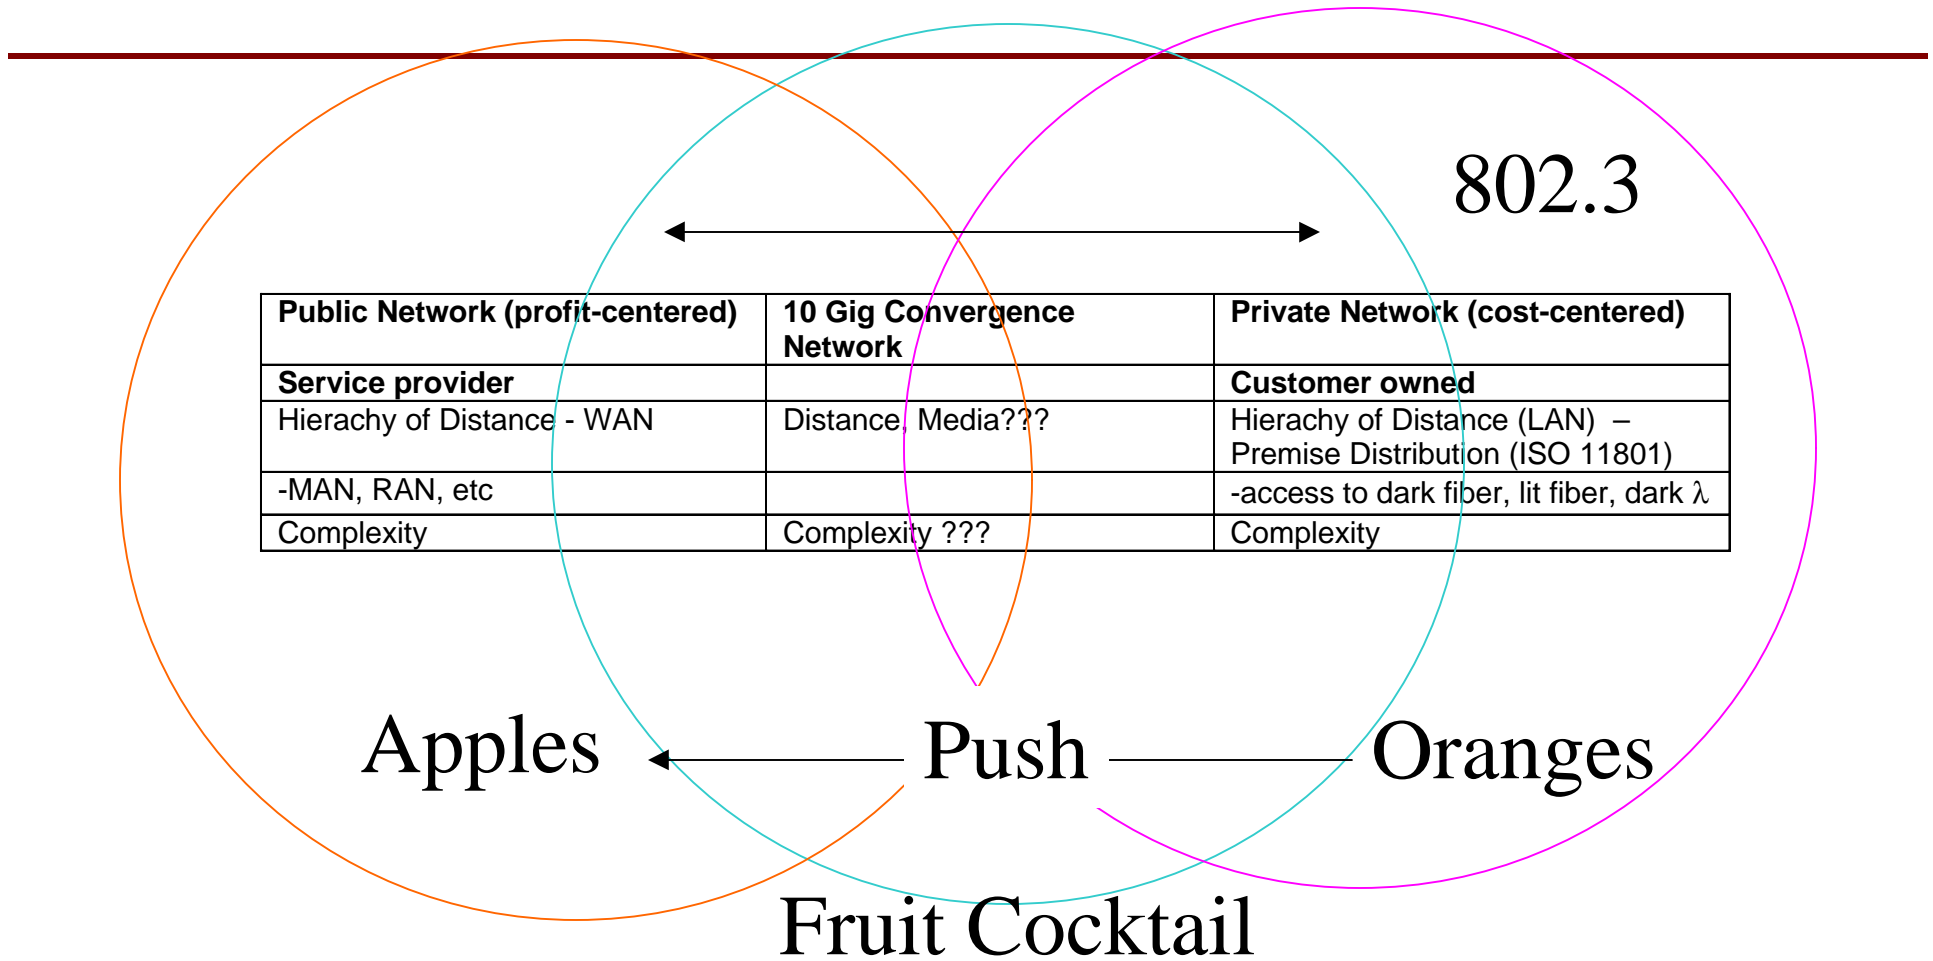 802.3
Public Network (profit-centered)
10 Gig Convergence
Network
Private Network (cost-centered)
Service provider
Customer owned
Hierachy of Distance - WAN
Distance, Media???
Hierachy of Distance (LAN) –
Premise Distribution (ISO 11801)
-MAN, RAN, etc
-access to dark fiber, lit fiber, dark λ
Complexity
Complexity ???
Complexity
Apples
Push
Oranges
Fruit Cocktail